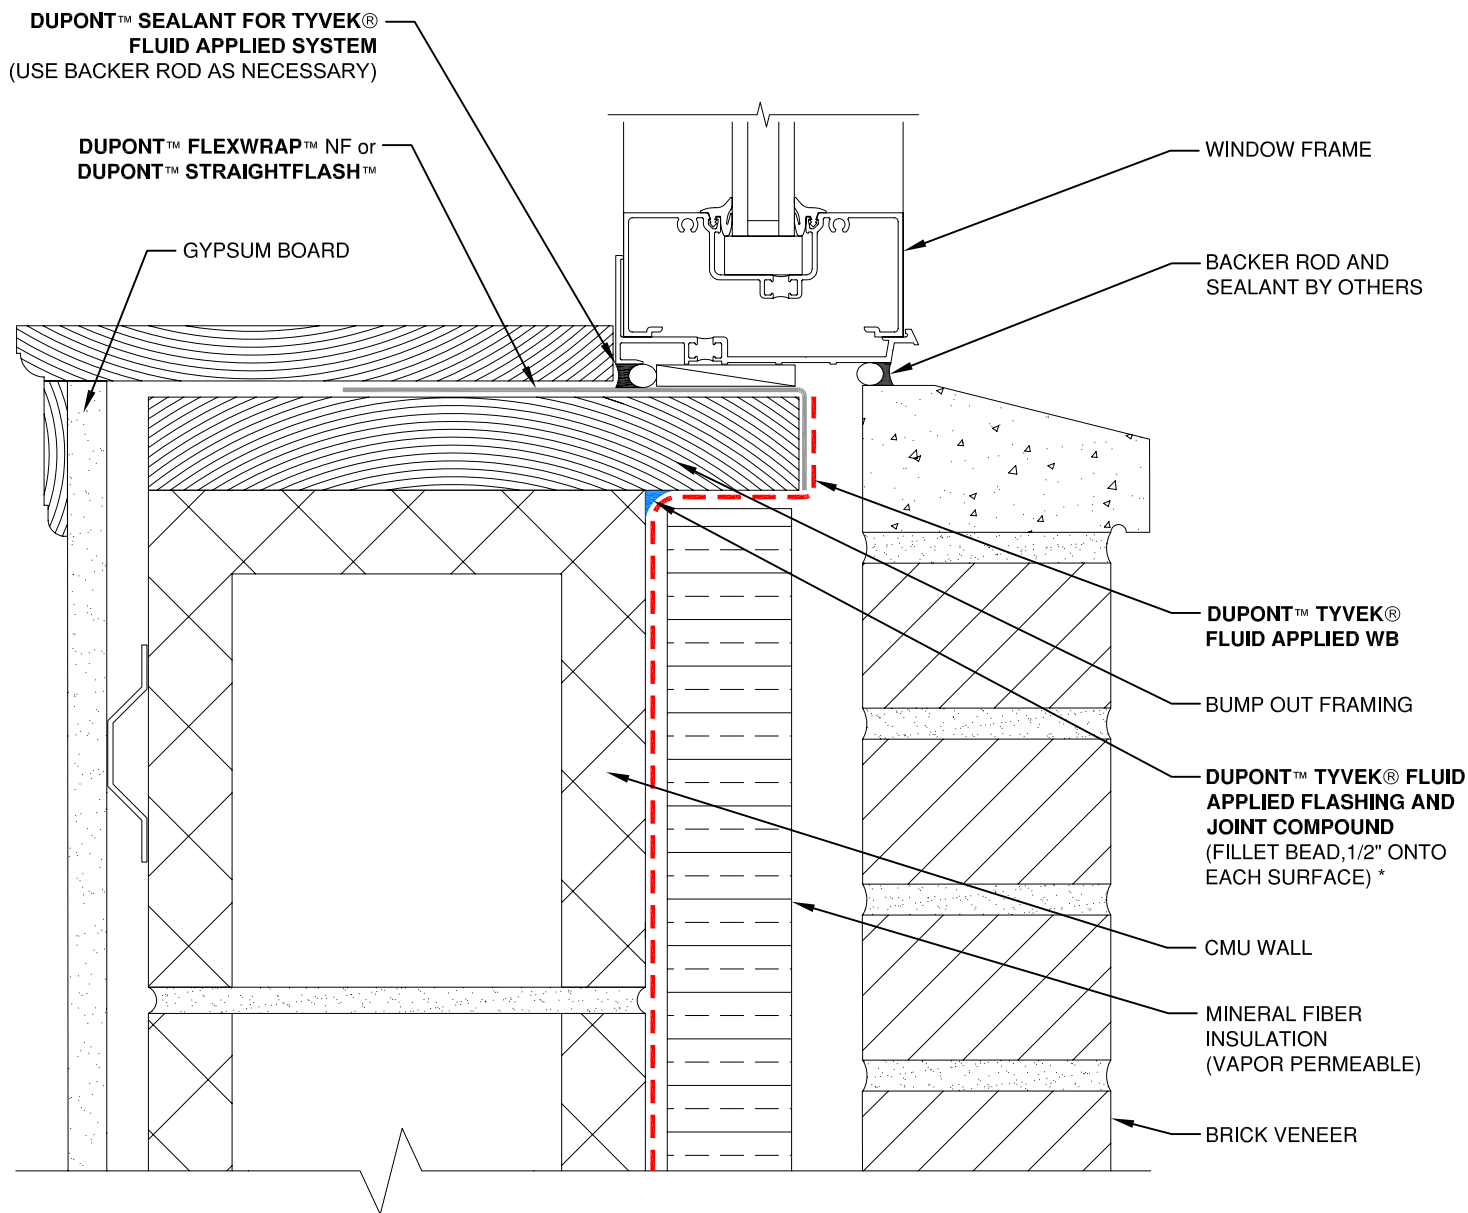 DUPONT™ SEALANT FOR TYVEK®
FLUID APPLIED SYSTEM
(USE BACKER ROD AS NECESSARY)
DUPONT™ FLEXWRAP™ NF or
DUPONT™ STRAIGHTFLASH™
GYPSUM BOARD
WINDOW FRAME
BACKER ROD AND
SEALANT BY OTHERS
DUPONT™ TYVEK®
FLUID APPLIED WB
BUMP OUT FRAMING
DUPONT™ TYVEK® FLUID
APPLIED FLASHING AND
JOINT COMPOUND
(FILLET BEAD,1/2" ONTO
EACH SURFACE) *
CMU WALL
MINERAL FIBER
INSULATION
(VAPOR PERMEABLE)
BRICK VENEER